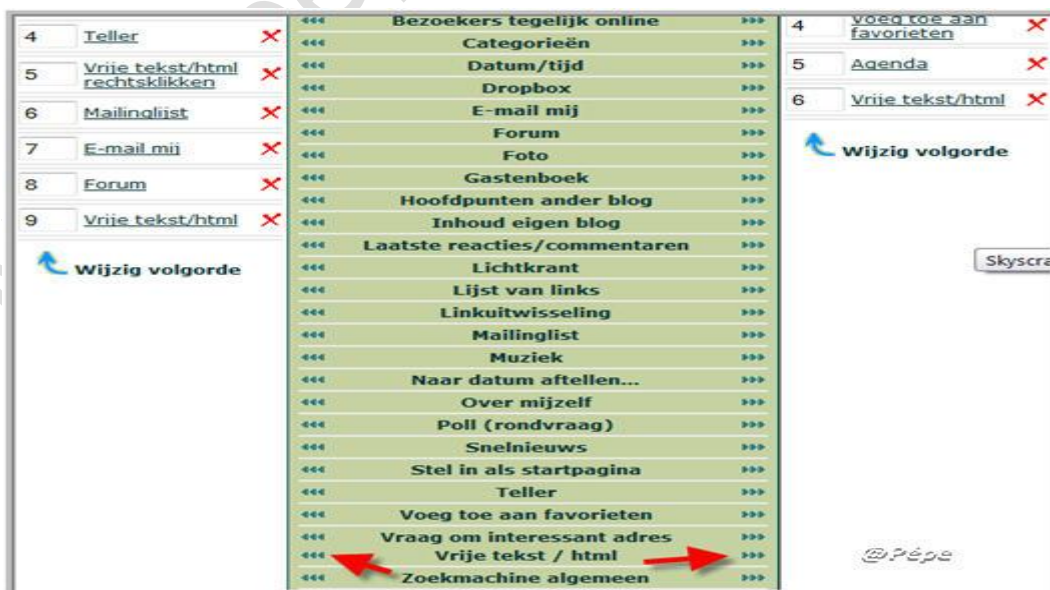 4 Teller
5 Vrije tekst/html
rechtsklikken
6 Mailinglijst
7 E-mail mij
8 Forum
9 Vrije tekst/html
Wijzig volgorde
Bezoekers tegelijk online
Categorieën
Datum/tijd
Dropbox
E-mail mij
Forum
Foto
Gastenboek
Hoofdpunten ander blog
Inhoud eigen blog
Laatste reacties/commentaren
Lichtkrant
Lijst van links
Linkuitwisseling
Mailinglist
Muziek
Naar datum aftellen...
Over mijzelf
Poll (rondvraag)
Snelnieuws
Stel in als startpagina
Teller
Voeg toe aan favorieten
Vraag om interessant adres
Vrije tekst / html
Zoekmachine algemeen
4 Voeg toe aan
favorieten
5 Agenda
6 Vrije tekst/html
Wijzig volgorde
Skyscra
@Pépe